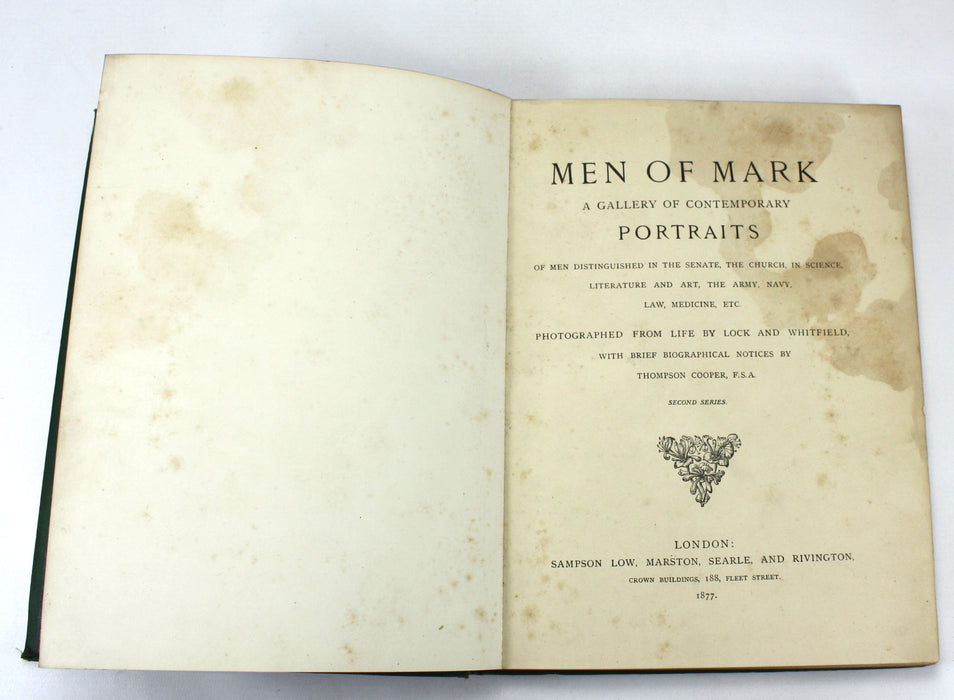 MEN OF MARK
A GALLERY OF CONTEMPORARY
PORTRAITS
OF MEN DISTINGUISHED IN THE SENATE, THE CHURCH, IN SCIENCE,
LITERATURE AND ART, THE ARMY, NAVY,
LAW, MEDICINE, ETC.
PHOTOGRAPHED FROM LIFE BY LOCK AND WHITFIELD,
WITH BRIEF BIOGRAPHICAL NOTICES BY
THOMPSON COOPER, F.S.A.
SECOND SERIES.
LONDON:
SAMPSON LOW, MARSTON, SEARLE, AND RIVINGTON,
CROWN BUILDINGS, 188, FLEET STREET.
1877.